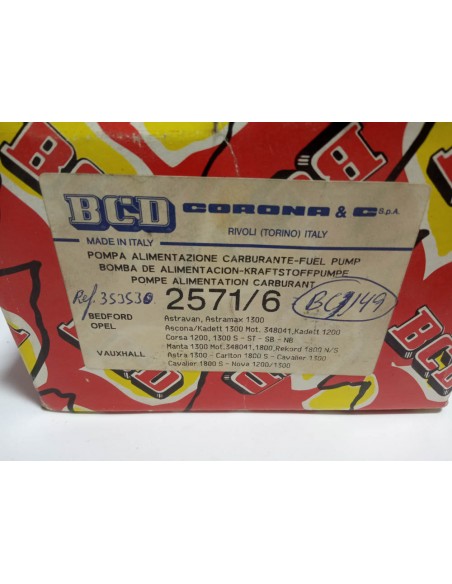 BCD CORONA & C S.p.A.
RIVOLI (TORINO) ITALY
MADE IN ITALY
POMPA ALIMENTAZIONE CARBURANTE-FUEL PUMP
BOMBA DE ALIMENTACION-KRAFTSTOFFPUMPE
POMPE ALIMENTATION CARBURANT
Ref. 353530 2571/6
BEDFORD Astravan, Astramax 1300
OPEL Ascona/Kadett 1300 Mot. 348041, Kadett 1200
Corsa 1200, 1300 S - ST - SB - NB
Manta 1300 Mot. 348041, 1800, Rekord 1800 N/S
VAUXHALL Astra 1300 - Carlton 1800 S - Cavalier 1300
Cavalier 1800 S - Nova 1200/1300